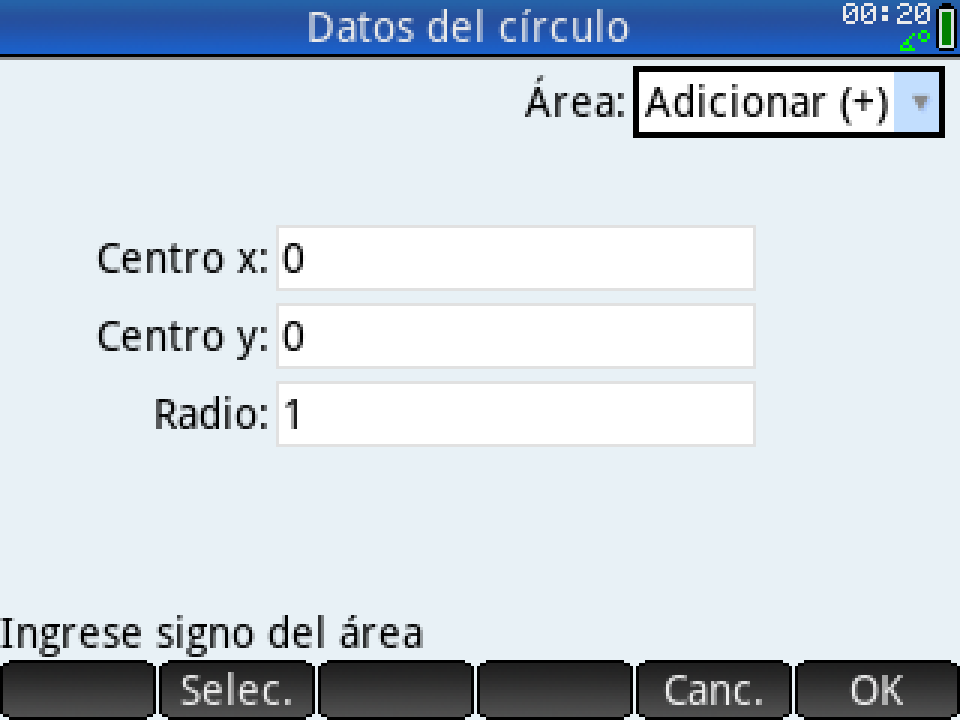 Datos del círculo
00:20
Área: Adicionar (+)
Centro x: 0
Centro y: 0
Radio: 1
Ingrese signo del área
Selec. Canc. OK